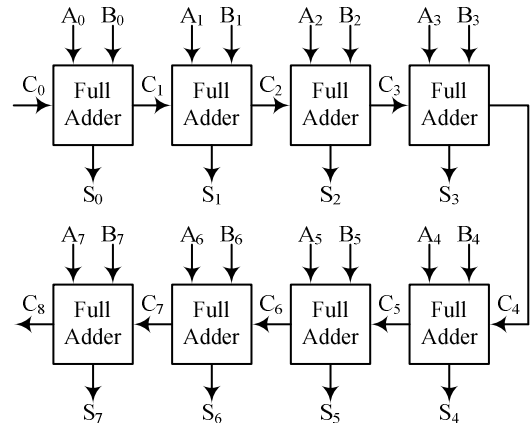 A₀ B₀ A₁ B₁ A₂ B₂ A₃ B₃
C₀ Full Adder C₁ Full Adder C₂ Full Adder C₃ Full Adder
S₀ S₁ S₂ S₃
A₇ B₇ A₆ B₆ A₅ B₅ A₄ B₄
C₈ Full Adder C₇ Full Adder C₆ Full Adder C₅ Full Adder C₄
S₇ S₆ S₅ S₄